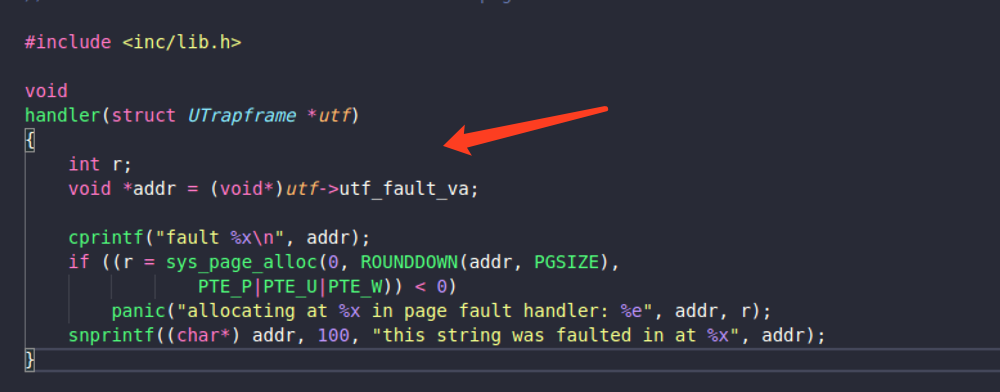 #include <inc/lib.h>
void
handler(struct UTrapframe *utf)
{
    int r;
    void *addr = (void*)utf->utf_fault_va;
    cprintf("fault %x\n", addr);
    if ((r = sys_page_alloc(0, ROUNDDOWN(addr, PGSIZE),
                PTE_P|PTE_U|PTE_W)) < 0)
        panic("allocating at %x in page fault handler: %e", addr, r);
    snprintf((char*) addr, 100, "this string was faulted in at %x", addr);
}